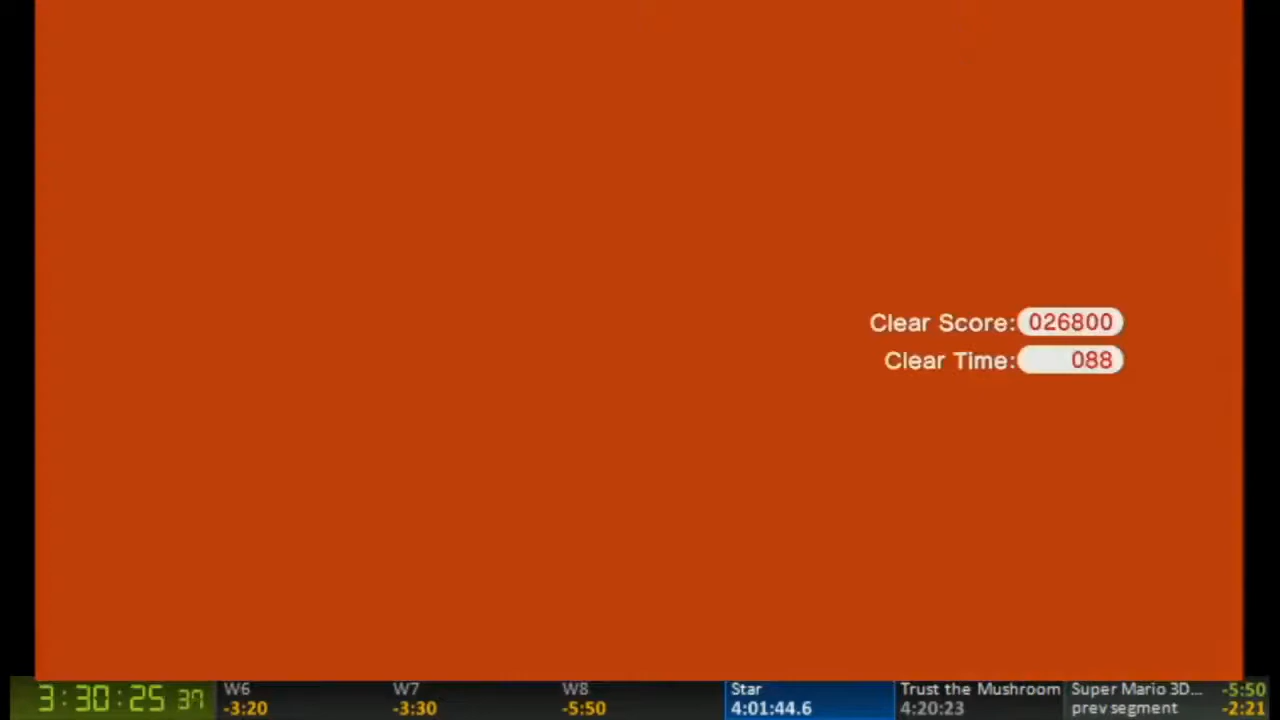 Clear Score: 026800
Clear Time: 088
3:30:25 37
W6
-3:20
W7
-3:30
W8
-5:50
Star
4:01:44.6
Trust the Mushroom
4:20:23
Super Mario 3D... -5:50
prev segment -2:21